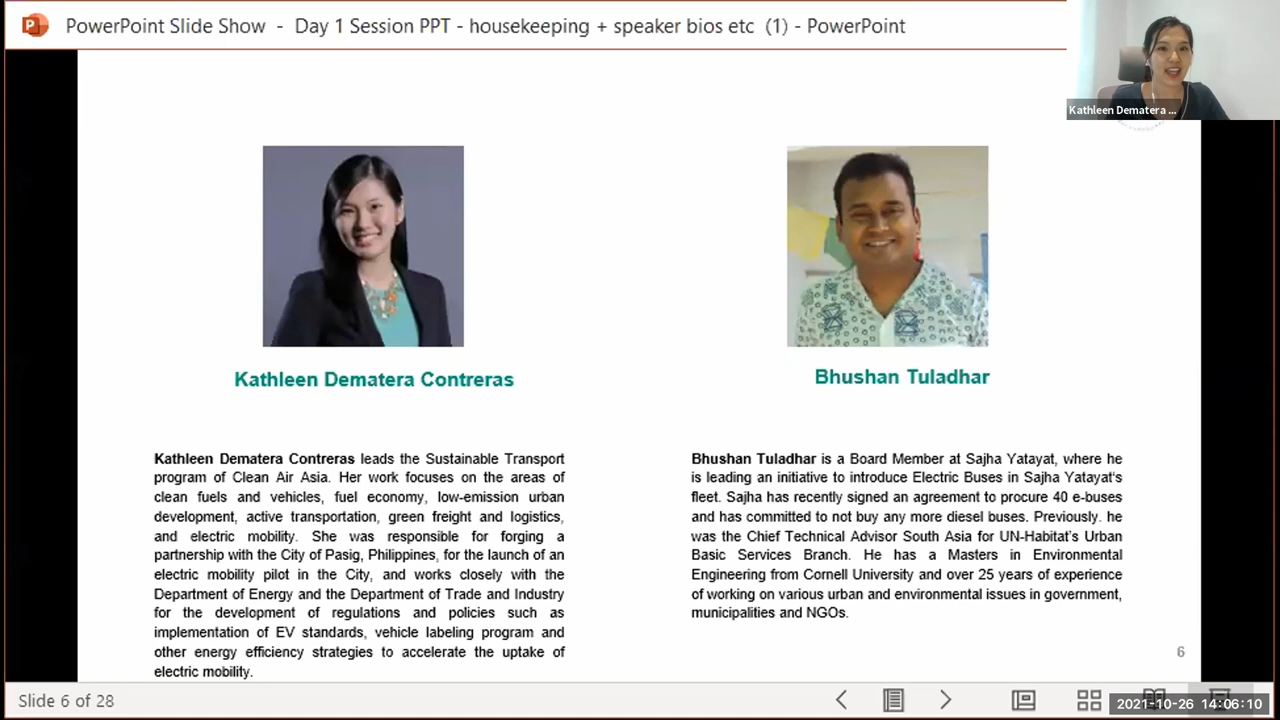 PowerPoint Slide Show - Day 1 Session PPT - housekeeping + speaker bios etc (1) - PowerPoint
Kathleen Dematera ...
Kathleen Dematera Contreras
Kathleen Dematera Contreras leads the Sustainable Transport
program of Clean Air Asia. Her work focuses on the areas of
clean fuels and vehicles, fuel economy, low-emission urban
development, active transportation, green freight and logistics,
and electric mobility. She was responsible for forging a
partnership with the City of Pasig, Philippines, for the launch of an
electric mobility pilot in the City, and works closely with the
Department of Energy and the Department of Trade and Industry
for the development of regulations and policies such as
implementation of EV standards, vehicle labeling program and
other energy efficiency strategies to accelerate the uptake of
electric mobility.
Bhushan Tuladhar
Bhushan Tuladhar is a Board Member at Sajha Yatayat, where he
is leading an initiative to introduce Electric Buses in Sajha Yatayat's
fleet. Sajha has recently signed an agreement to procure 40 e-buses
and has committed to not buy any more diesel buses. Previously. he
was the Chief Technical Advisor South Asia for UN-Habitat's Urban
Basic Services Branch. He has a Masters in Environmental
Engineering from Cornell University and over 25 years of experience
of working on various urban and environmental issues in government,
municipalities and NGOs.
6
Slide 6 of 28
2021-10-26 14:06:10